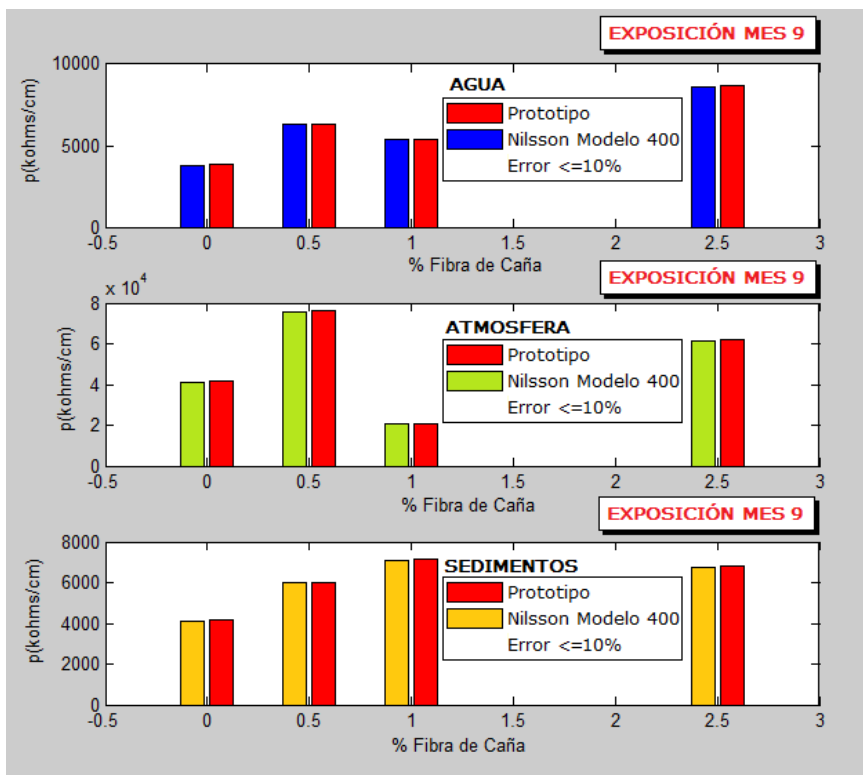 EXPOSICIÓN MES 9
10000
5000
0
p(kohms/cm)
AGUA
Prototipo
Nilsson Modelo 400
Error <=10%
-0.5 0 0.5 1 1.5 2 2.5 3
% Fibra de Caña
EXPOSICIÓN MES 9
x 10^4
8
6
4
2
0
p(kohms/cm)
ATMOSFERA
Prototipo
Nilsson Modelo 400
Error <=10%
-0.5 0 0.5 1 1.5 2 2.5 3
% Fibra de Caña
EXPOSICIÓN MES 9
8000
6000
4000
2000
0
p(kohms/cm)
SEDIMENTOS
Prototipo
Nilsson Modelo 400
Error <=10%
-0.5 0 0.5 1 1.5 2 2.5 3
% Fibra de Caña